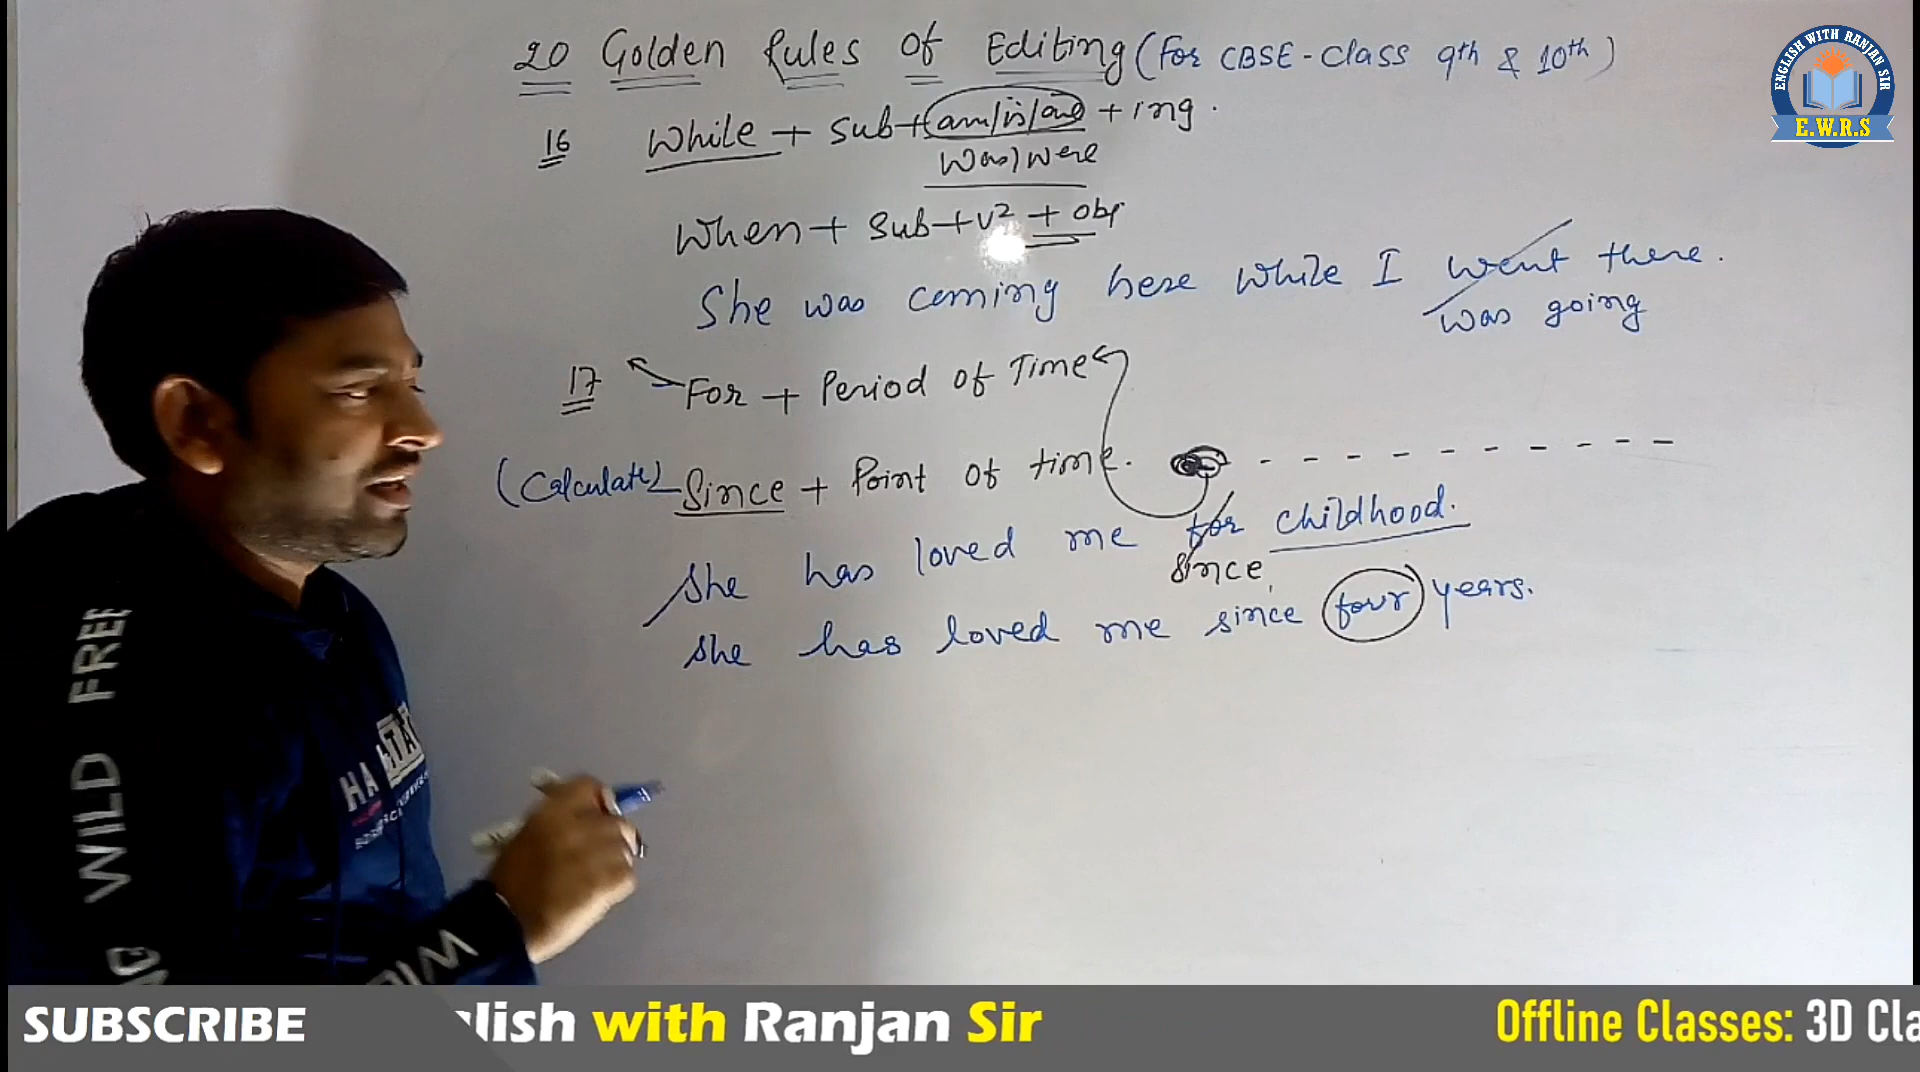 20 Golden Rules of Editing (For CBSE-Class 9th & 10th)
16 While + Sub + am/is/are + ing.
was/were
When + Sub + V² + obj
She was coming here while I went there.
was going
17 For + Period of Time
(Calculate) Since + Point of time.
She has loved me for childhood.
since
She has loved me since four years.
ENGLISH WITH RANJAN SIR
E.W.R.S
WILD FREE
SUBSCRIBE
lish with Ranjan Sir
Offline Classes: 3D Cla